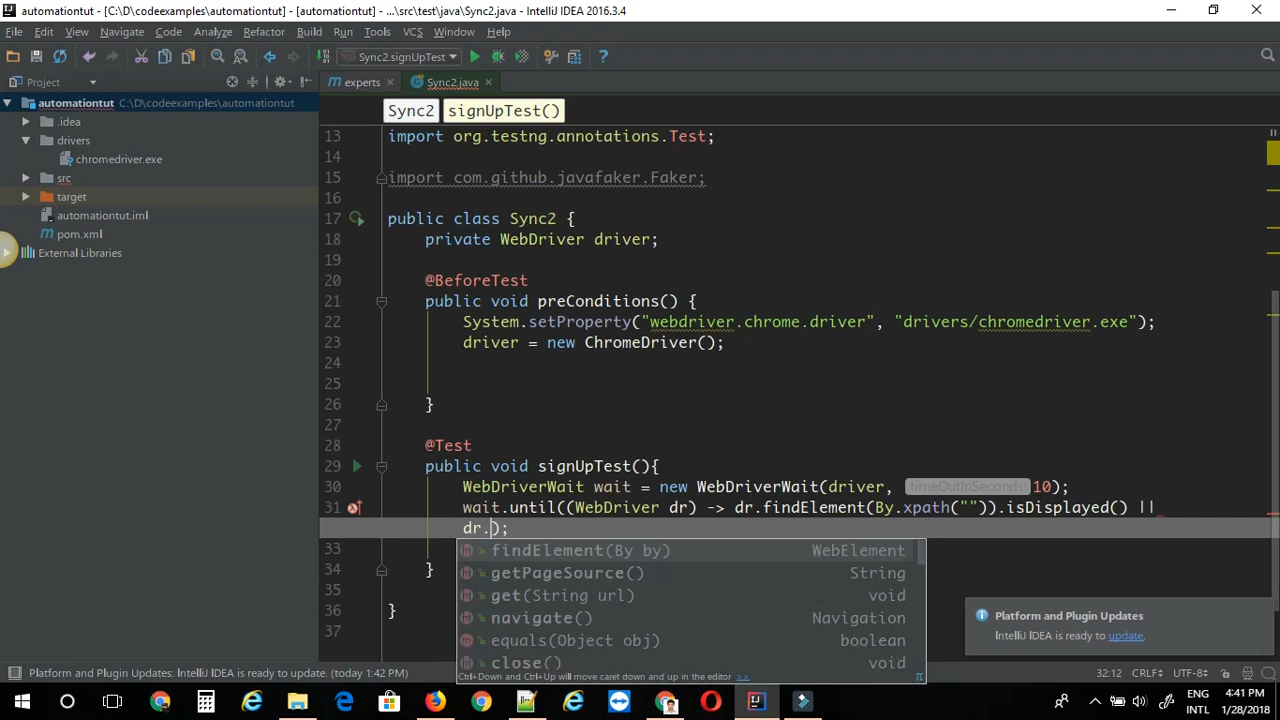 automationtut - [C:\D\codeexamples\automationtut] - [automationtut] - ...\src\test\java\Sync2.java - IntelliJ IDEA 2016.3.4
File Edit View Navigate Code Analyze Refactor Build Run Tools VCS Window Help
Sync2.signUpTest
Project
experts
Sync2.java
automationtut C:\D\codeexamples\automationtut
.idea
drivers
chromedriver.exe
src
target
automationtut.iml
pom.xml
External Libraries
Sync2 signUpTest()
13 import org.testng.annotations.Test;
14
15 import com.github.javafaker.Faker;
16
17 public class Sync2 {
18 private WebDriver driver;
19
20 @BeforeTest
21 public void preConditions() {
22 System.setProperty("webdriver.chrome.driver", "drivers/chromedriver.exe");
23 driver = new ChromeDriver();
24
25
26 }
27
28 @Test
29 public void signUpTest(){
30 WebDriverWait wait = new WebDriverWait(driver, timeOutInSeconds: 10);
31 wait.until((WebDriver dr) -> dr.findElement(By.xpath("")).isDisplayed() ||
dr.);
33
34 }
35
36 }
37
findElement(By by) WebElement
getPageSource() String
get(String url) void
navigate() Navigation
equals(Object obj) boolean
close() void
Ctrl+Down and Ctrl+Up will move caret down and up in the editor >>
π
Platform and Plugin Updates
IntelliJ IDEA is ready to update.
Platform and Plugin Updates: IntelliJ IDEA is ready to update. (today 1:42 PM)
32:12 CRLF÷ UTF-8÷
ENG
INTL
4:41 PM
1/28/2018